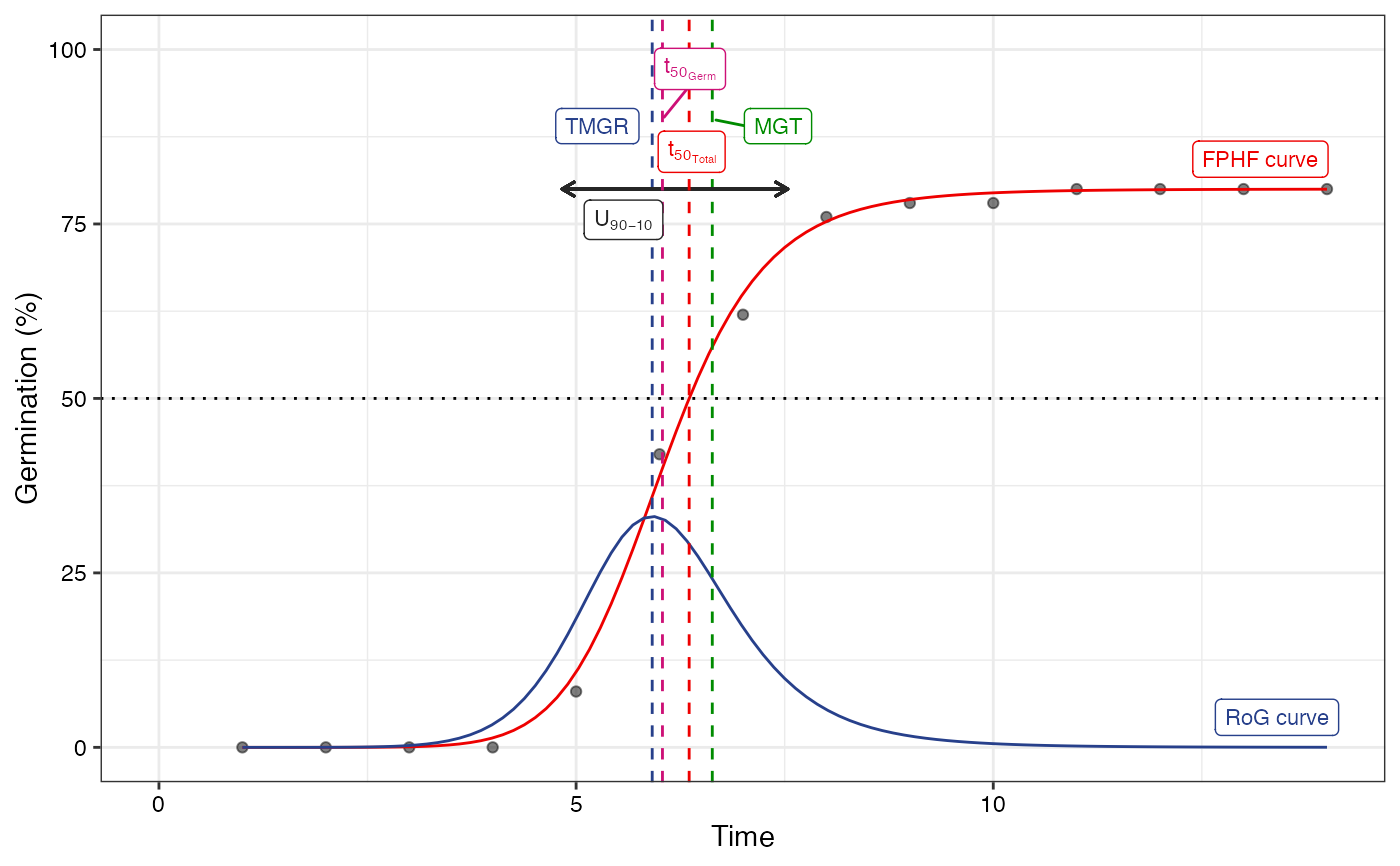 100
75
50
25
0
0
5
10
Germination (%)
Time
t50Germ
TMGR
MGT
t50Total
FPHF curve
U90−10
RoG curve